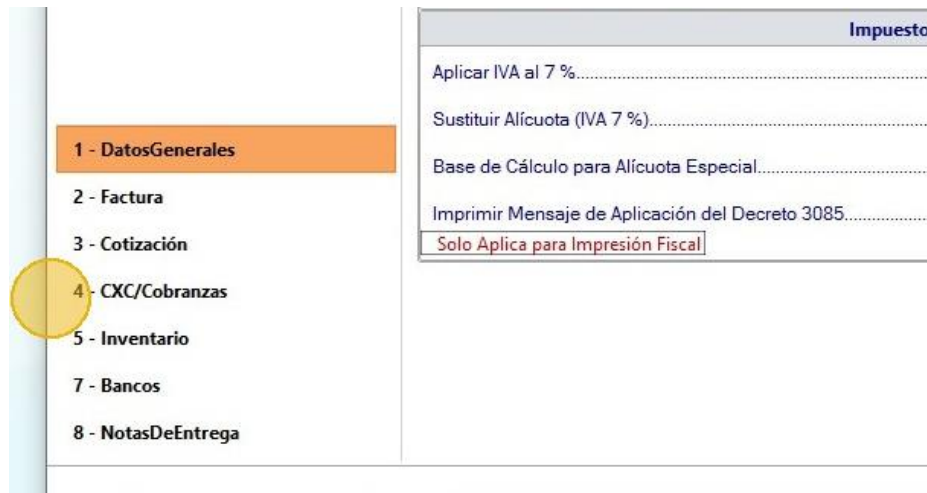 Impuesto
Aplicar IVA al 7 %
Sustituir Alícuota (IVA 7 %)
Base de Cálculo para Alícuota Especial
Imprimir Mensaje de Aplicación del Decreto 3085
Solo Aplica para Impresión Fiscal
1 - DatosGenerales
2 - Factura
3 - Cotización
4 - CXC/Cobranzas
5 - Inventario
7 - Bancos
8 - NotasDeEntrega